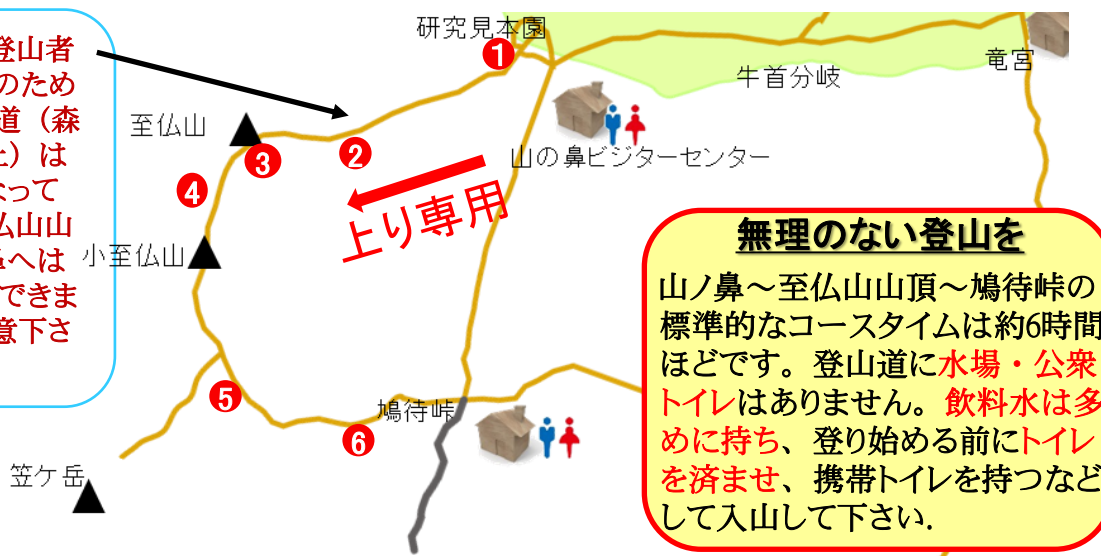 登山者
のため
道（森
は
なって
仏山山
へは
できま
意下さ
研究見本園
1
竜宮
牛首分岐
至仏山
2
3
山の鼻ビジターセンター
4
上り専用
小至仏山
無理のない登山を
山ノ鼻～至仏山山頂～鳩待峠の
標準的なコースタイムは約6時間
ほどです。登山道に水場・公衆
トイレはありません。飲料水は多
めに持ち、登り始める前にトイレ
を済ませ、携帯トイレを持つなど
して入山して下さい.
5
鳩待峠
6
笠ケ岳